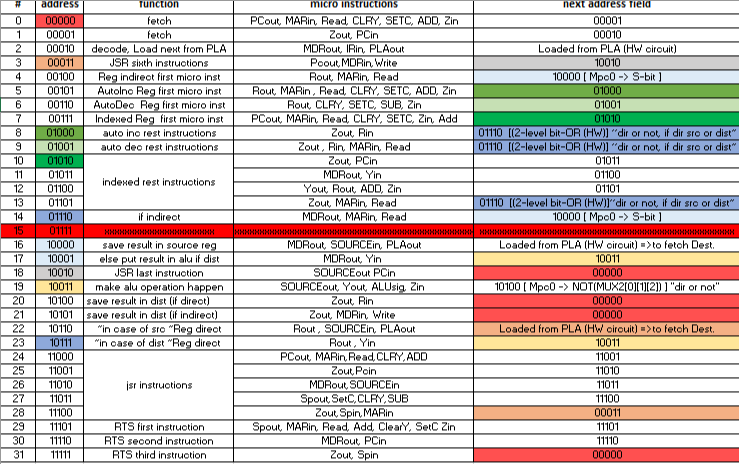 # address function micro instructions next address field
0 00000 fetch PCout, MARin, Read, CLRY, SETC, ADD, Zin 00001
1 00001 fetch Zout, PCin 00010
2 00010 decode, Load next from PLA MDRout, IRin, PLAout Loaded from PLA (HW circuit)
3 00011 JSR sixth instructions Pcout,MDRin,Write 10010
4 00100 Reg indirect first micro inst Rout, MARin, Read 10000 [ Mpc0 -> S-bit ]
5 00101 AutoInc Reg first micro inst Rout, MARin , Read, CLRY, SETC, ADD, Zin 01000
6 00110 AutoDec Reg first micro inst Rout, CLRY, SETC, SUB, Zin 01001
7 00111 Indexed Reg first micro inst PCout, MARin, Read, CLRY, SETC, Zin, Add 01010
8 01000 auto inc rest instructions Zout, Rin 01110 [(2-level bit-OR (HW)] "dir or not, if dir src or dist"
9 01001 auto dec rest instructions Zout , Rin, MARin, Read 01110 [(2-level bit-OR (HW)] "dir or not, if dir src or dist"
10 01010 Zout, PCin 01011
11 01011 MDRout, Yin 01100
indexed rest instructions
12 01100 Yout, Rout, ADD, Zin 01101
13 01101 Zout, MARin, Read 01110 [(2-level bit-OR (HW)]"dir or not, if dir src or dist"
14 01110 if indirect MDRout, MARin, Read 10000 [ Mpc0 -> S-bit ]
15 01111
16 10000 save result in source reg MDRout, SOURCEin, PLAout Loaded from PLA (HW circuit) =>to fetch Dest.
17 10001 else put result in alu if dist MDRout, Yin 10011
18 10010 JSR last instruction SOURCEout PCin 00000
19 10011 make alu operation happen SOURCEout, Yout, ALUsig, Zin 10100 [ Mpc0 -> NOT(MUX2[0][1][2]) ] "dir or not"
20 10100 save result in dist (if direct) Zout, Rin 00000
21 10101 save result in dist (if indirect) Zout, MDRin, Write 00000
22 10110 "in case of src "Reg direct Rout , SOURCEin, PLAout Loaded from PLA (HW circuit) =>to fetch Dest.
23 10111 "in case of dist "Reg direct Rout , Yin 10011
24 11000 PCout, MARin,Read,CLRY,ADD 11001
25 11001 Zout,Pcin 11010
26 11010 jsr instructions MDRout,SOURCEin 11011
27 11011 Spout,SetC,CLRY,SUB 11100
28 11100 Zout,Spin,MARin 00011
29 11101 RTS first instruction Spout, MARin, Read, Add, ClearY, SetC Zin 11101
30 11110 RTS second instruction MDRout, PCin 11110
31 11111 RTS third instruction Zout, Spin 00000